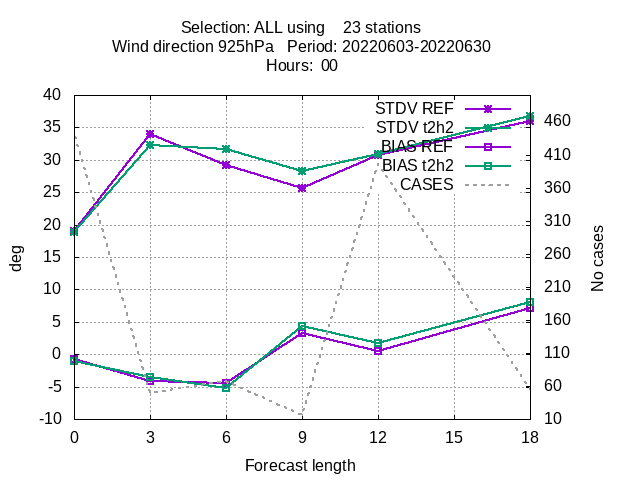 Selection: ALL using    23 stations
Wind direction 925hPa   Period: 20220603-20220630
Hours:  00
STDV REF
STDV t2h2
BIAS REF
BIAS t2h2
CASES
40
35
30
25
20
15
10
5
0
-5
-10
deg
460
410
360
310
260
210
160
110
60
10
No cases
0 3 6 9 12 15 18
Forecast length